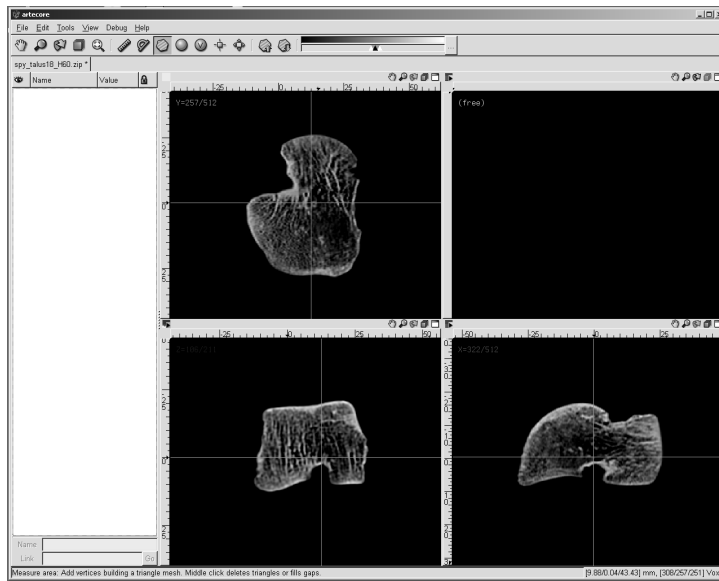 artecore
File Edit Tools View Debug Help
spy_talus18_H60.zip *
Name Value
Y=257/512
(free)
X=322/512
Name
Link Go
Measure area: Add vertices building a triangle mesh. Middle click deletes triangles or fills gaps.
[9.88/0.04/43.43] mm, [308/257/251] Vox